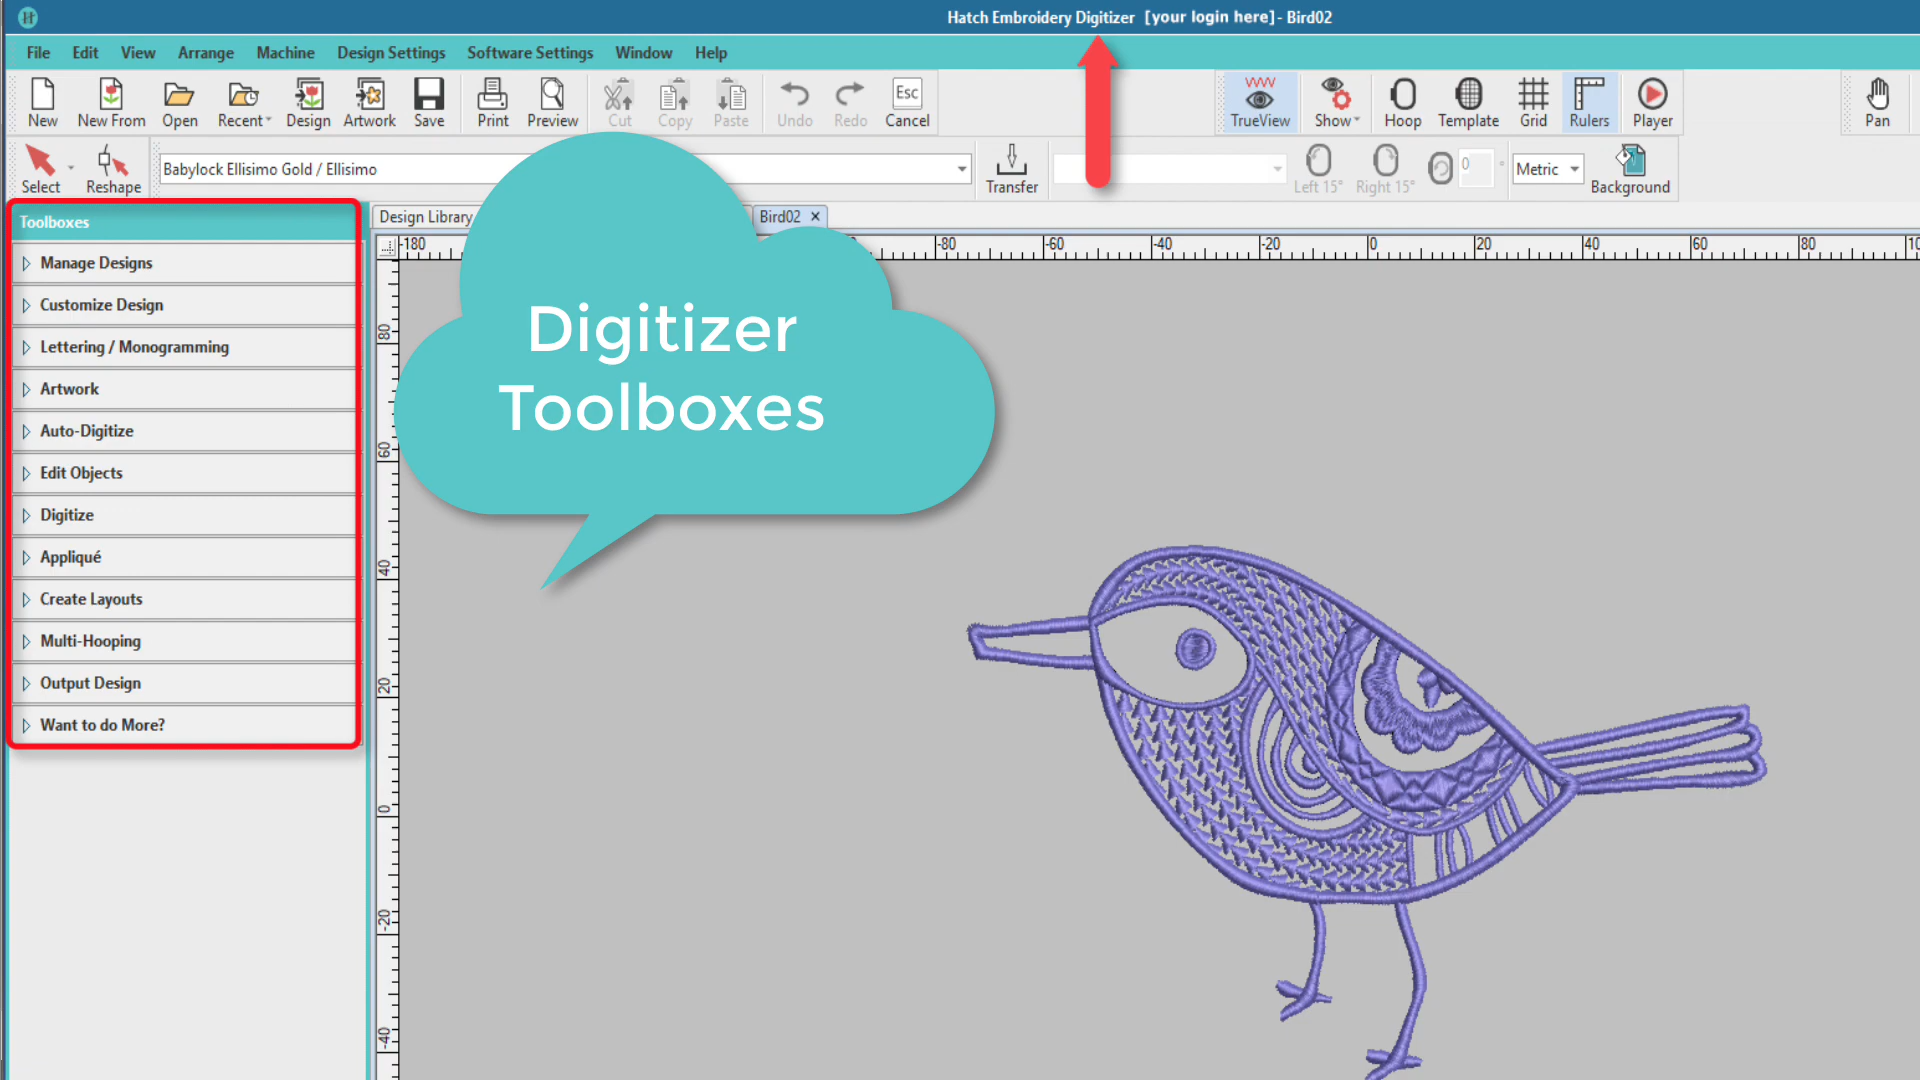 Hatch Embroidery Digitizer [your login here] - Bird02
File Edit View Arrange Machine Design Settings Software Settings Window Help
New New From Open Recent Design Artwork Save Print Preview Cut Copy Paste Undo Redo Esc Cancel TrueView Show Hoop Template Grid Rulers Player Pan
Select Reshape Babylock Ellisimo Gold / Ellisimo Transfer Left 15° Right 15° 0 ° Metric Background
Toolboxes
Design Library Bird02 ×
-180 -80 -60 -40 -20 0 20 40 60 80 10
Manage Designs
Customize Design
Lettering / Monogramming
Artwork
Auto-Digitize
Edit Objects
Digitize
Appliqué
Create Layouts
Multi-Hooping
Output Design
Want to do More?
80
60
40
20
0
-20
-40
Digitizer
Toolboxes